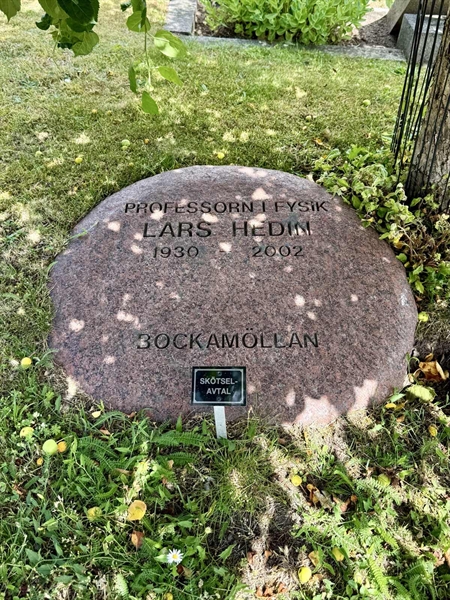 PROFESSORN I FYSIK
LARS HEDIN
1930 - 2002
BOCKAMÖLLAN
SKÖTSEL-
AVTAL